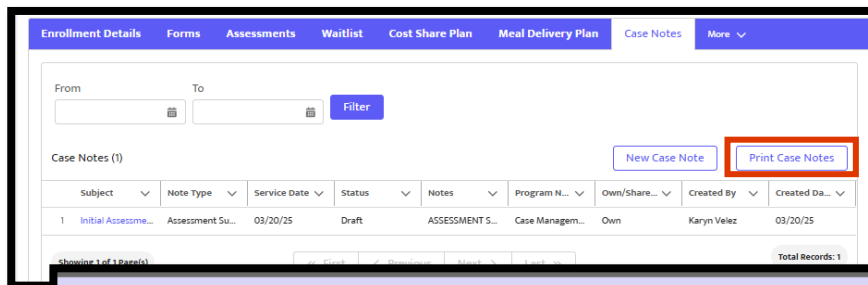 Enrollment Details Forms Assessments Waitlist Cost Share Plan Meal Delivery Plan Case Notes More
From To
Filter
Case Notes (1) New Case Note Print Case Notes
Subject Note Type Service Date Status Notes Program N... Own/Share... Created By Created Da...
1 Initial Assessme... Assessment Su... 03/20/25 Draft ASSESSMENT S... Case Managem... Own Karyn Velez 03/20/25
Showing 1 of 1 Page(s) « First < Previous Next > Last » Total Records: 1